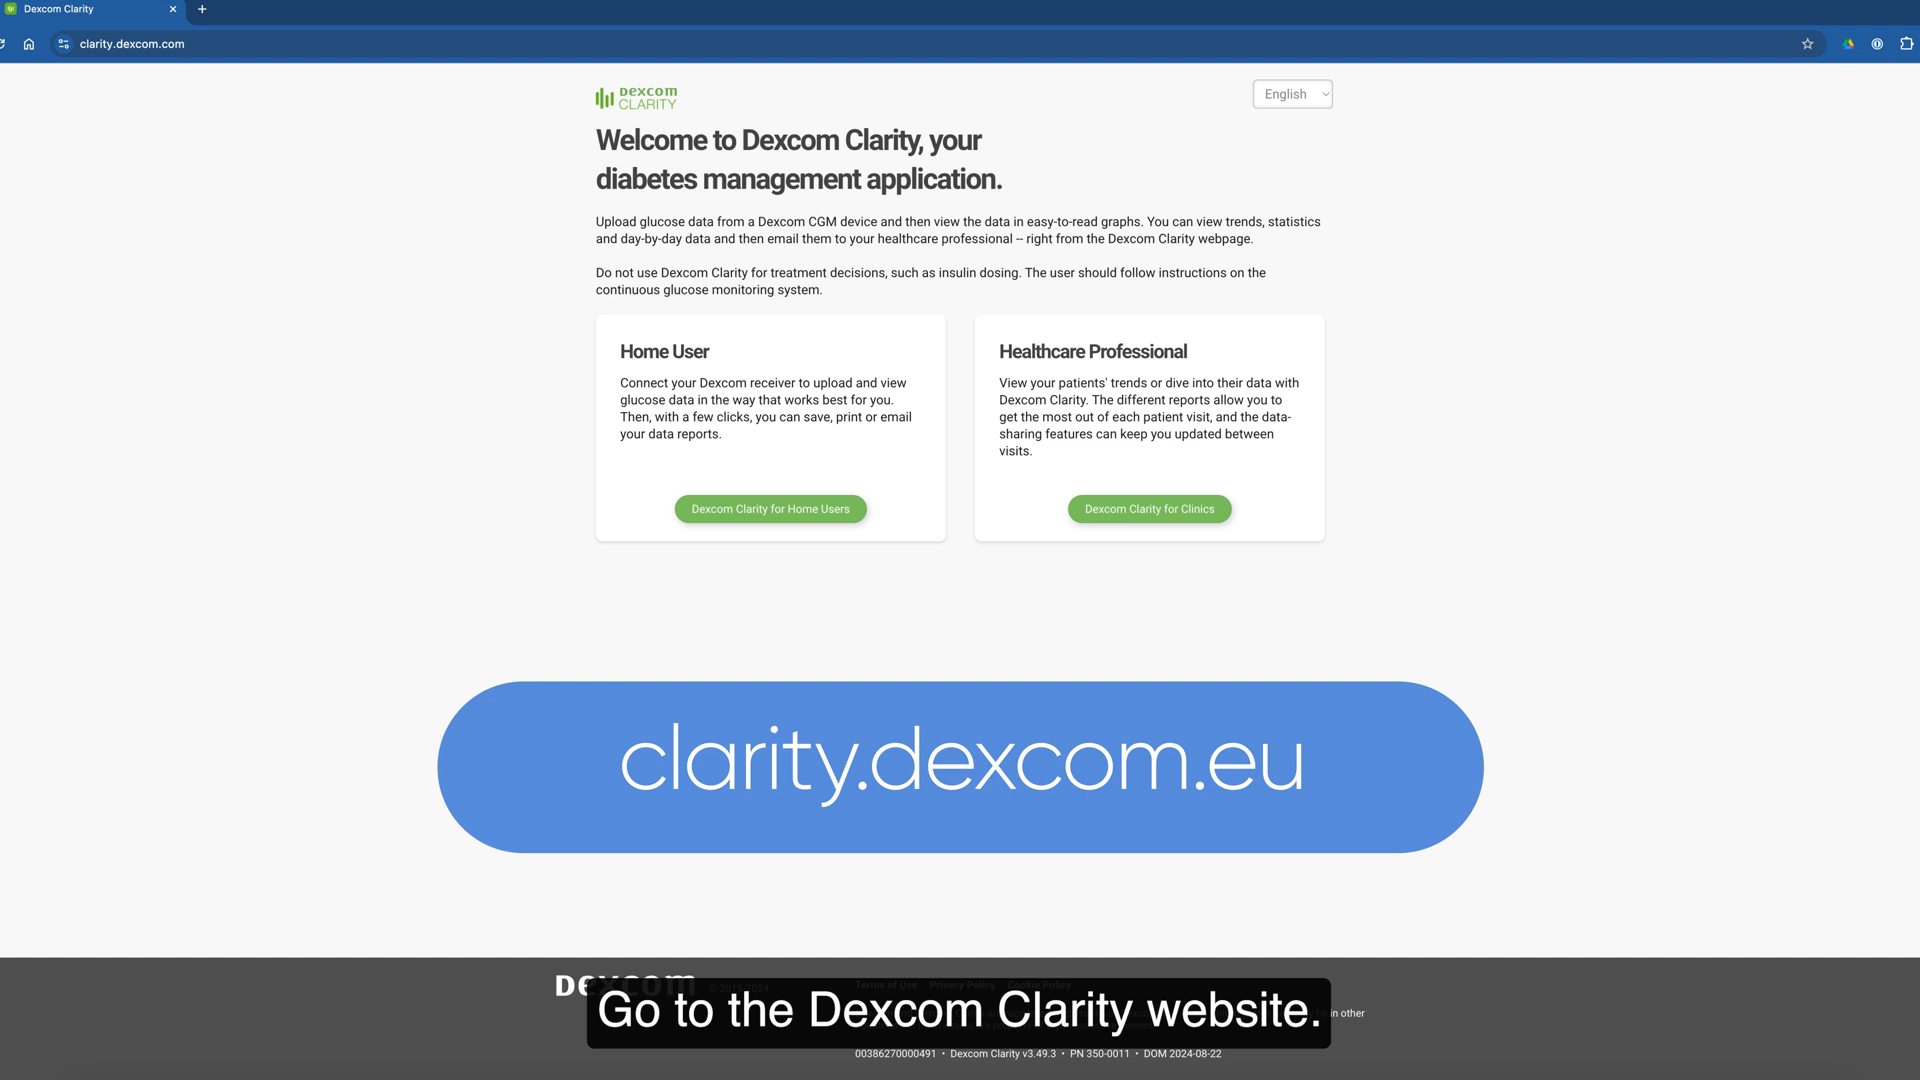 Dexcom Clarity
clarity.dexcom.com
Dexcom
CLARITY
English
Welcome to Dexcom Clarity, your
diabetes management application.
Upload glucose data from a Dexcom CGM device and then view the data in easy-to-read graphs. You can view trends, statistics
and day-by-day data and then email them to your healthcare professional -- right from the Dexcom Clarity webpage.
Do not use Dexcom Clarity for treatment decisions, such as insulin dosing. The user should follow instructions on the
continuous glucose monitoring system.
Home User
Connect your Dexcom receiver to upload and view
glucose data in the way that works best for you.
Then, with a few clicks, you can save, print or email
your data reports.
Dexcom Clarity for Home Users
Healthcare Professional
View your patients' trends or dive into their data with
Dexcom Clarity. The different reports allow you to
get the most out of each patient visit, and the data-
sharing features can keep you updated between
visits.
Dexcom Clarity for Clinics
clarity.dexcom.eu
Dexcom
Terms of Use Privacy Policy Cookie Policy
Go to the Dexcom Clarity website.
in other
00386270000491 • Dexcom Clarity v3.49.3 • PN 350-0011 • DOM 2024-08-22